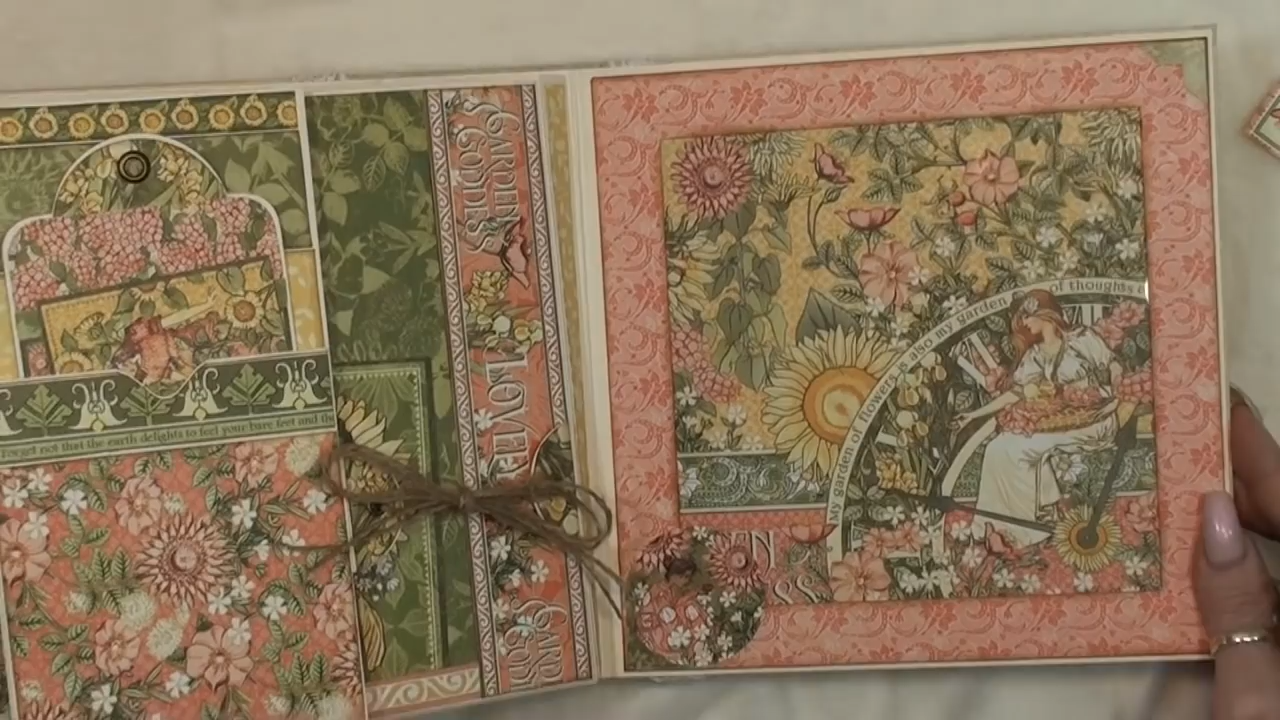 GARDEN
GODDESS
LOVE
My garden of flowers is also my garden of thoughts
Forget not that the earth delights to feel your bare feet and the